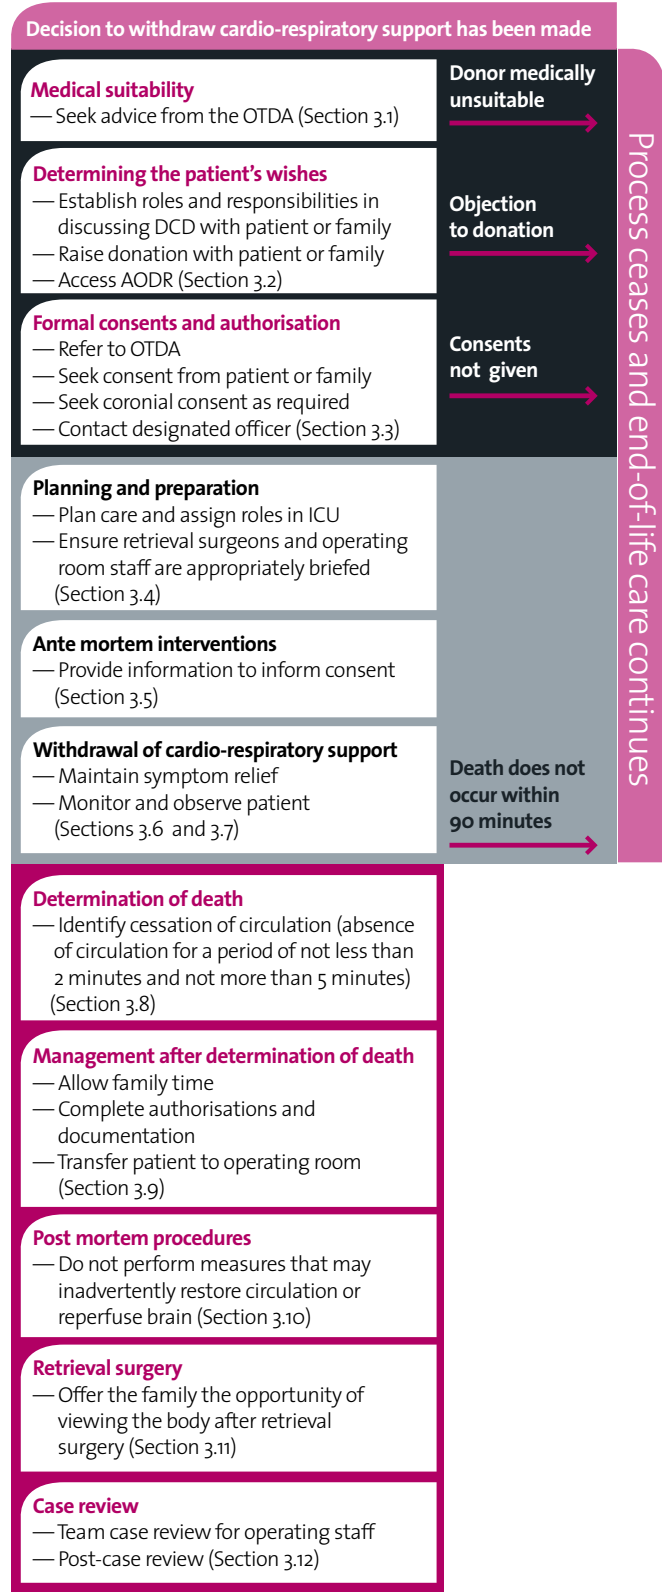 Decision to withdraw cardio-respiratory support has been made
Medical suitability
— Seek advice from the OTDA (Section 3.1)
Donor medically
unsuitable
Determining the patient's wishes
— Establish roles and responsibilities in
discussing DCD with patient or family
— Raise donation with patient or family
— Access AODR (Section 3.2)
Objection
to donation
Formal consents and authorisation
— Refer to OTDA
— Seek consent from patient or family
— Seek coronial consent as required
— Contact designated officer (Section 3.3)
Consents
not given
Process ceases and end-of-life care continues
Planning and preparation
— Plan care and assign roles in ICU
— Ensure retrieval surgeons and operating
room staff are appropriately briefed
(Section 3.4)
Ante mortem interventions
— Provide information to inform consent
(Section 3.5)
Withdrawal of cardio-respiratory support
— Maintain symptom relief
— Monitor and observe patient
(Sections 3.6 and 3.7)
Death does not
occur within
90 minutes
Determination of death
— Identify cessation of circulation (absence
of circulation for a period of not less than
2 minutes and not more than 5 minutes)
(Section 3.8)
Management after determination of death
— Allow family time
— Complete authorisations and
documentation
— Transfer patient to operating room
(Section 3.9)
Post mortem procedures
— Do not perform measures that may
inadvertently restore circulation or
reperfuse brain (Section 3.10)
Retrieval surgery
— Offer the family the opportunity of
viewing the body after retrieval
surgery (Section 3.11)
Case review
— Team case review for operating staff
— Post-case review (Section 3.12)